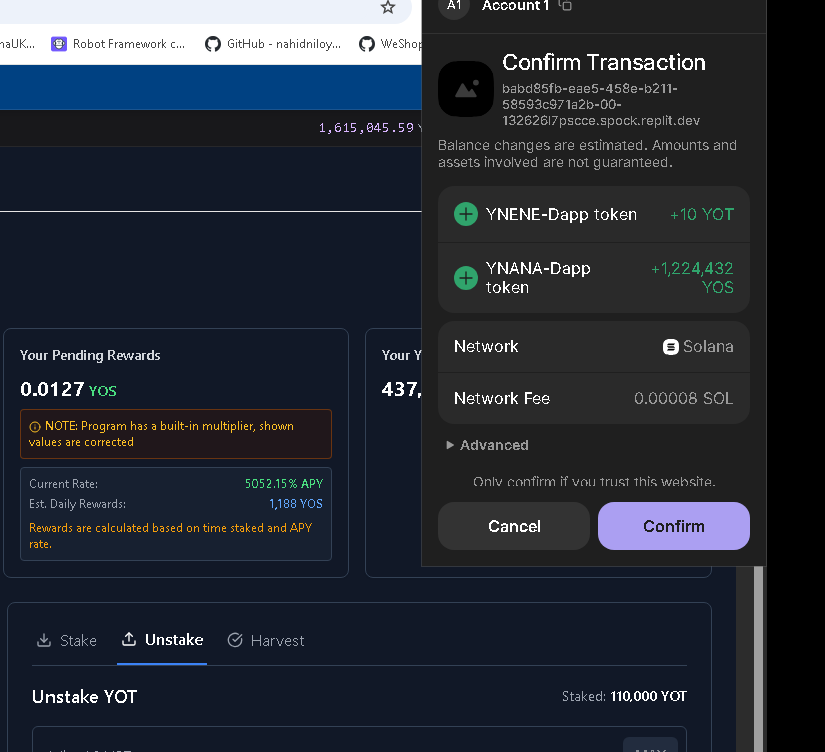 A1 Account 1
Robot Framework c...
GitHub - nahidniloy...
WeShop
1,615,045.59 Y
Confirm Transaction
babd85fb-eae5-458e-b211-
58593c971a2b-00-
132626l7pscce.spock.replit.dev
Balance changes are estimated. Amounts and
assets involved are not guaranteed.
YNENE-Dapp token +10 YOT
YNANA-Dapp +1,224,432
token YOS
Network Solana
Network Fee 0.00008 SOL
Advanced
Only confirm if you trust this website.
Cancel Confirm
Your Pending Rewards
0.0127 YOS
NOTE: Program has a built-in multiplier, shown
values are corrected
Current Rate: 5052.15% APY
Est. Daily Rewards: 1,188 YOS
Rewards are calculated based on time staked and APY
rate.
Your Y
437,
Stake Unstake Harvest
Unstake YOT Staked: 110,000 YOT